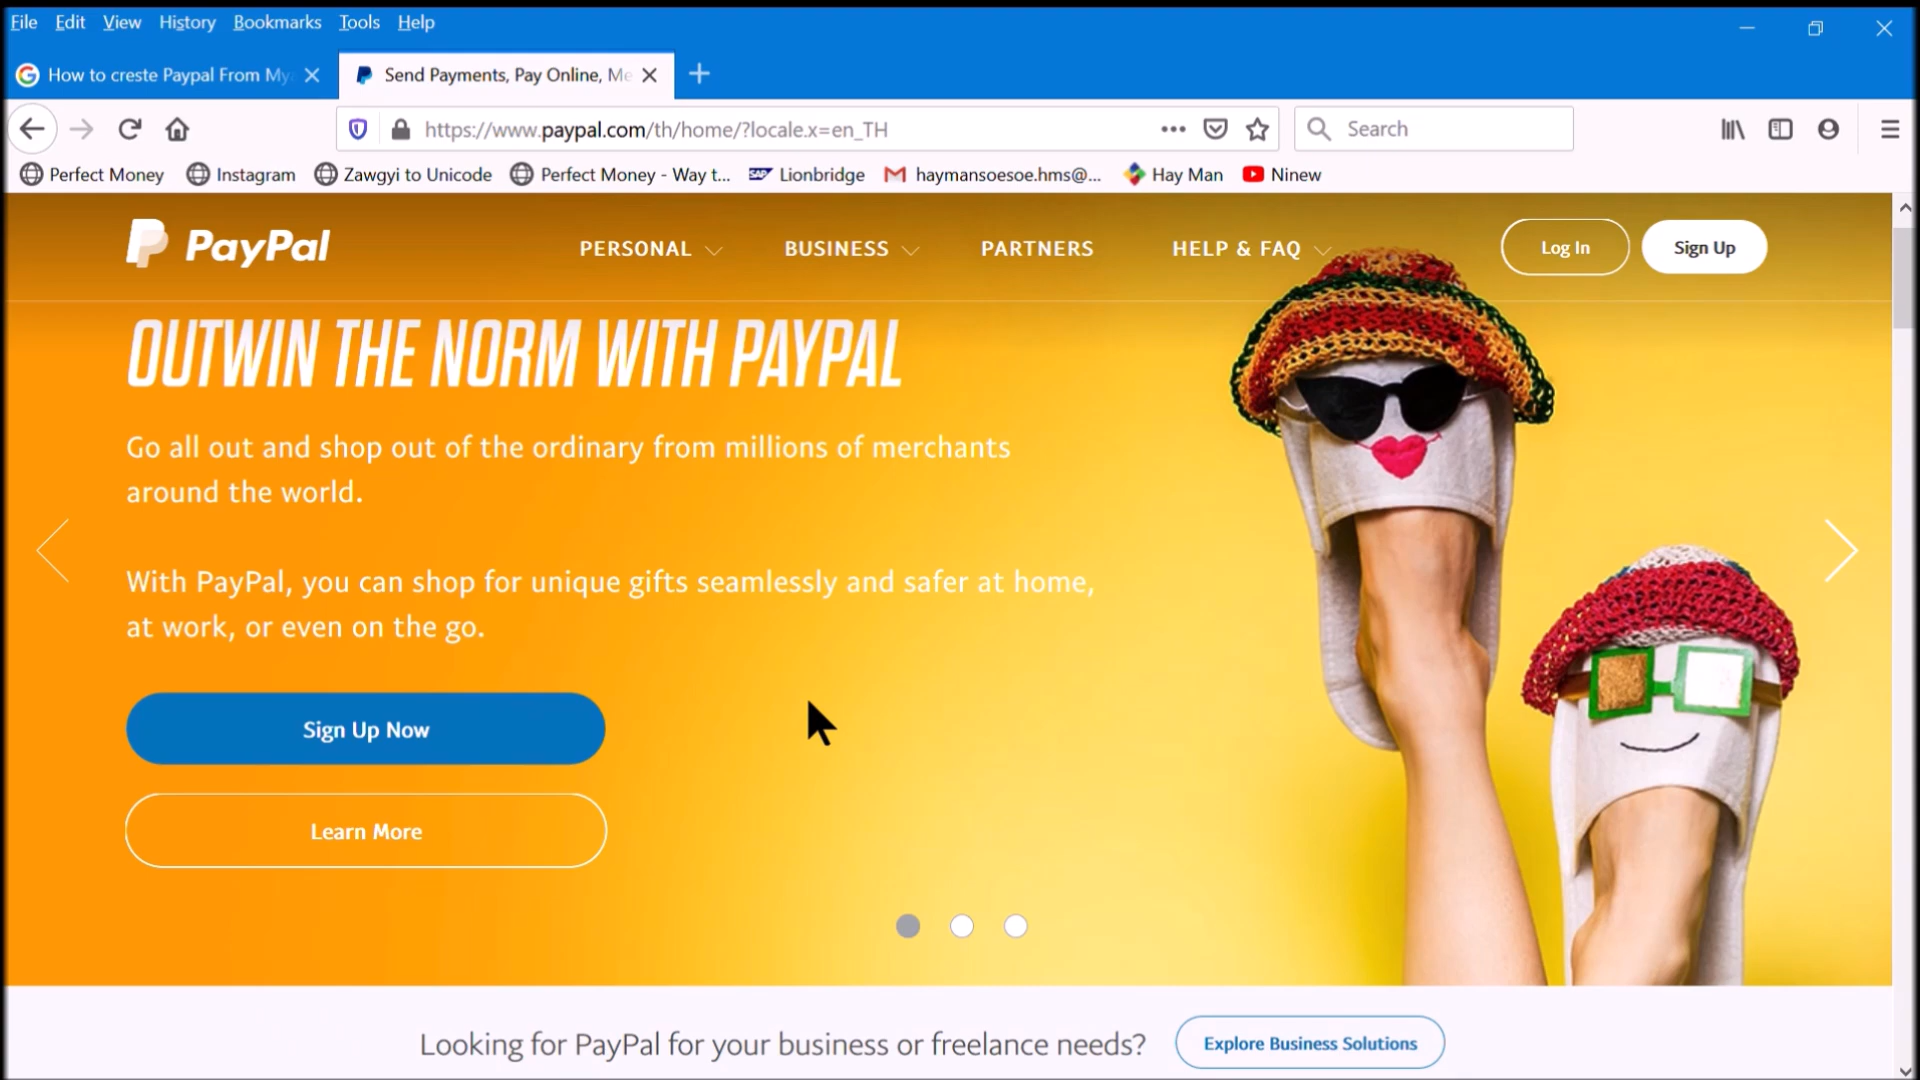 File Edit View History Bookmarks Tools Help
How to creste Paypal From My
Send Payments, Pay Online, Me
https://www.paypal.com/th/home/?locale.x=en_TH
Search
Perfect Money Instagram Zawgyi to Unicode Perfect Money - Way t... SAP Lionbridge haymansoesoe.hms@... Hay Man Ninew
PayPal PERSONAL BUSINESS PARTNERS HELP & FAQ Log In Sign Up
OUTWIN THE NORM WITH PAYPAL
Go all out and shop out of the ordinary from millions of merchants
around the world.
With PayPal, you can shop for unique gifts seamlessly and safer at home,
at work, or even on the go.
Sign Up Now
Learn More
Looking for PayPal for your business or freelance needs? Explore Business Solutions